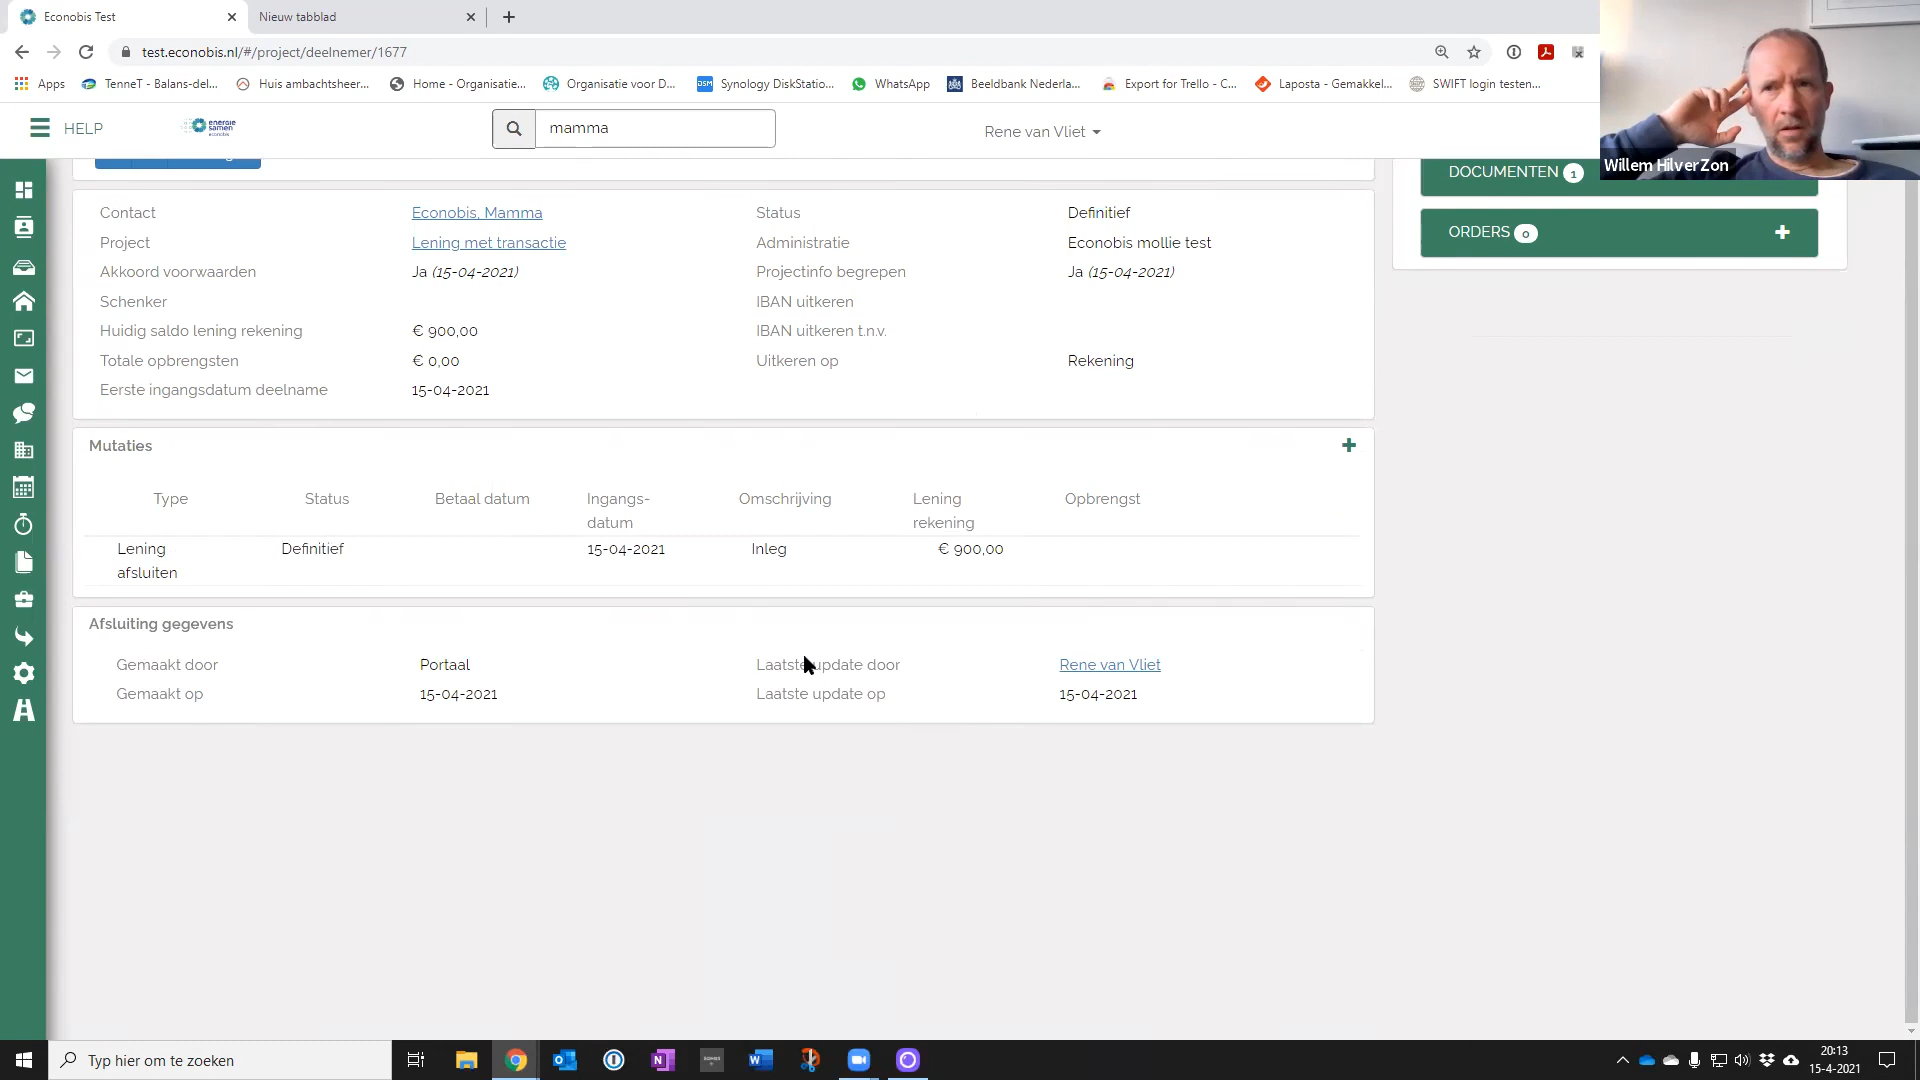 Econobis Test
Nieuw tabblad
test.econobis.nl/#/project/deelnemer/1677
Apps
TenneT - Balans-del...
Huis ambachtsheer...
Home - Organisatie...
Organisatie voor D...
Synology DiskStatio...
WhatsApp
Beeldbank Nederla...
Export for Trello - C...
Laposta - Gemakkel...
SWIFT login testen...
HELP
energie
samen
econobis
mamma
Rene van Vliet
Willem HilverZon
DOCUMENTEN 1
ORDERS 0
Contact Econobis, Mamma Status Definitief
Project Lening met transactie Administratie Econobis mollie test
Akkoord voorwaarden Ja (15-04-2021) Projectinfo begrepen Ja (15-04-2021)
Schenker IBAN uitkeren
Huidig saldo lening rekening € 900,00 IBAN uitkeren t.n.v.
Totale opbrengsten € 0,00 Uitkeren op Rekening
Eerste ingangsdatum deelname 15-04-2021
Mutaties
Type Status Betaal datum Ingangs- Omschrijving Lening Opbrengst
datum rekening
Lening Definitief 15-04-2021 Inleg € 900,00
afsluiten
Afsluiting gegevens
Gemaakt door Portaal Laatste update door Rene van Vliet
Gemaakt op 15-04-2021 Laatste update op 15-04-2021
Typ hier om te zoeken
20:13
15-4-2021